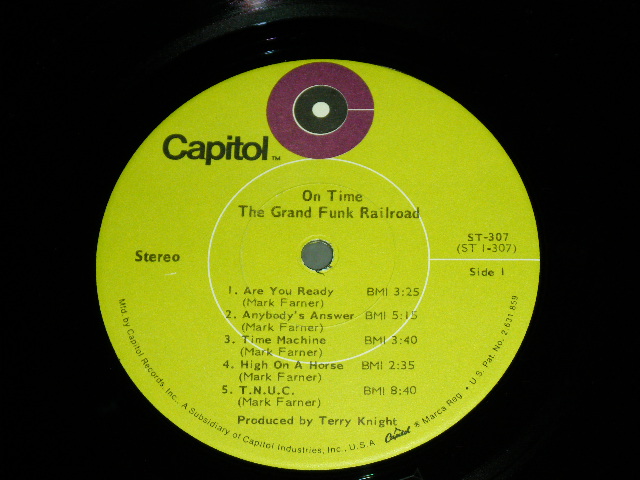 Capitol™
On Time
The Grand Funk Railroad
ST-307
(ST 1-307)
Stereo
Side 1
1. Are You Ready BMI 3:25
(Mark Farner)
2. Anybody's Answer BMI 5:15
(Mark Farner)
3. Time Machine BMI 3:40
(Mark Farner)
4. High On A Horse BMI 2:35
(Mark Farner)
5. T.N.U.C. BMI 8:40
(Mark Farner)
Produced by Terry Knight
Mfd. by Capitol Records, Inc., A Subsidiary of Capitol Industries, Inc., U.S.A. Capitol ® Marca Reg. • U.S. Pat. No. 2,631,859